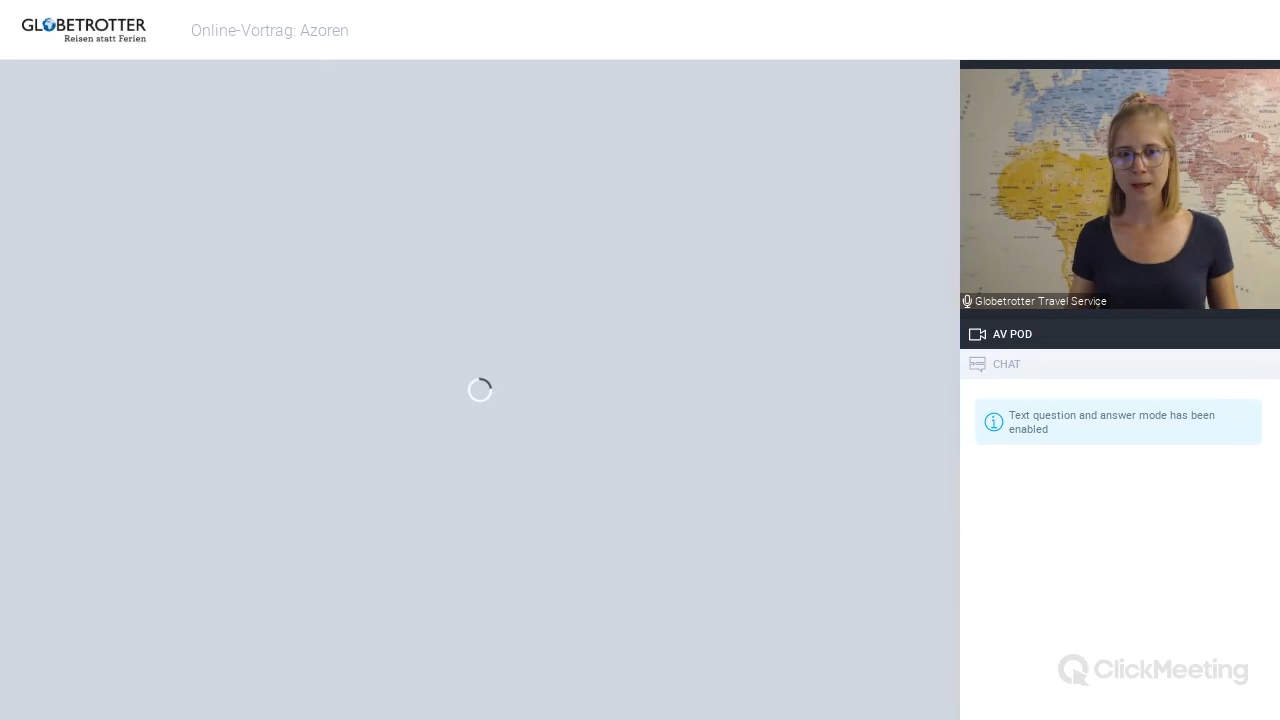 GLOBETROTTER
Reisen statt Ferien
Online-Vortrag: Azoren
Globetrotter Travel Service
AV POD
CHAT
Text question and answer mode has been
enabled
ClickMeeting